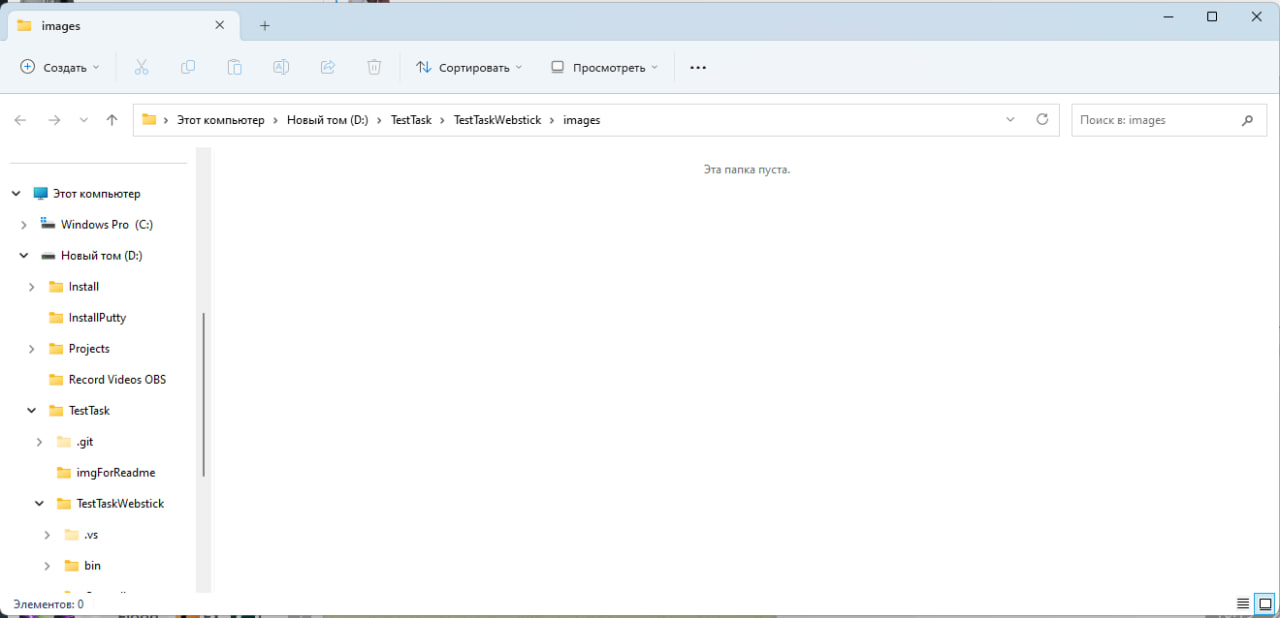 images
Создать
Сортировать
Просмотреть
Этот компьютер
Новый том (D:)
TestTask
TestTaskWebstick
images
Поиск в: images
Эта папка пуста.
Этот компьютер
Windows Pro (C:)
Новый том (D:)
Install
InstallPutty
Projects
Record Videos OBS
TestTask
.git
imgForReadme
TestTaskWebstick
.vs
bin
Элементов: 0